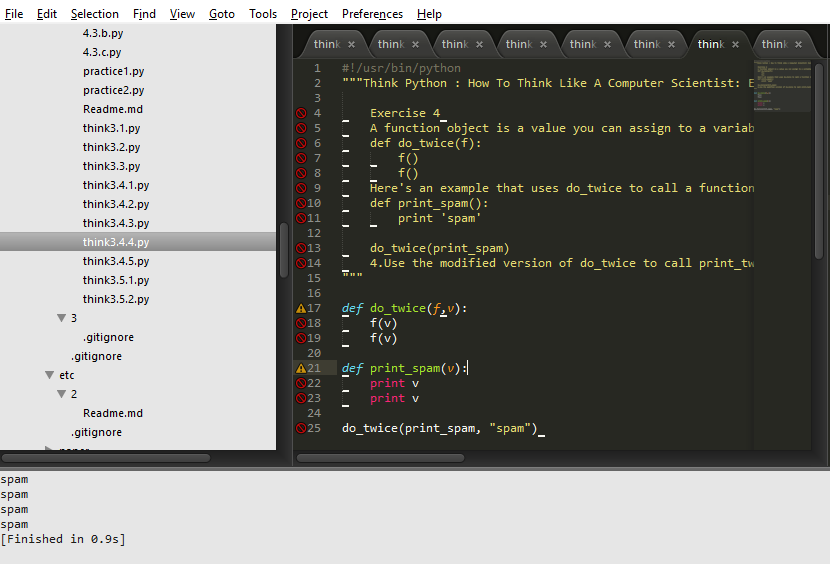 File Edit Selection Find View Goto Tools Project Preferences Help
4.3.b.py
4.3.c.py
practice1.py
practice2.py
Readme.md
think3.1.py
think3.2.py
think3.3.py
think3.4.1.py
think3.4.2.py
think3.4.3.py
think3.4.4.py
think3.4.5.py
think3.5.1.py
think3.5.2.py
3
.gitignore
.gitignore
etc
2
Readme.md
.gitignore
think × think × think × think × think × think × think × think ×
1 #!/usr/bin/python
2 """Think Python : How To Think Like A Computer Scientist: E
3
4 Exercise 4
5 A function object is a value you can assign to a variab
6 def do_twice(f):
7 f()
8 f()
9 Here's an example that uses do_twice to call a function
10 def print_spam():
11 print 'spam'
12
13 do_twice(print_spam)
14 4.Use the modified version of do_twice to call print_tw
15 """
16
17 def do_twice(f,v):
18 f(v)
19 f(v)
20
21 def print_spam(v):
22 print v
23 print v
24
25 do_twice(print_spam, "spam")
spam
spam
spam
spam
[Finished in 0.9s]